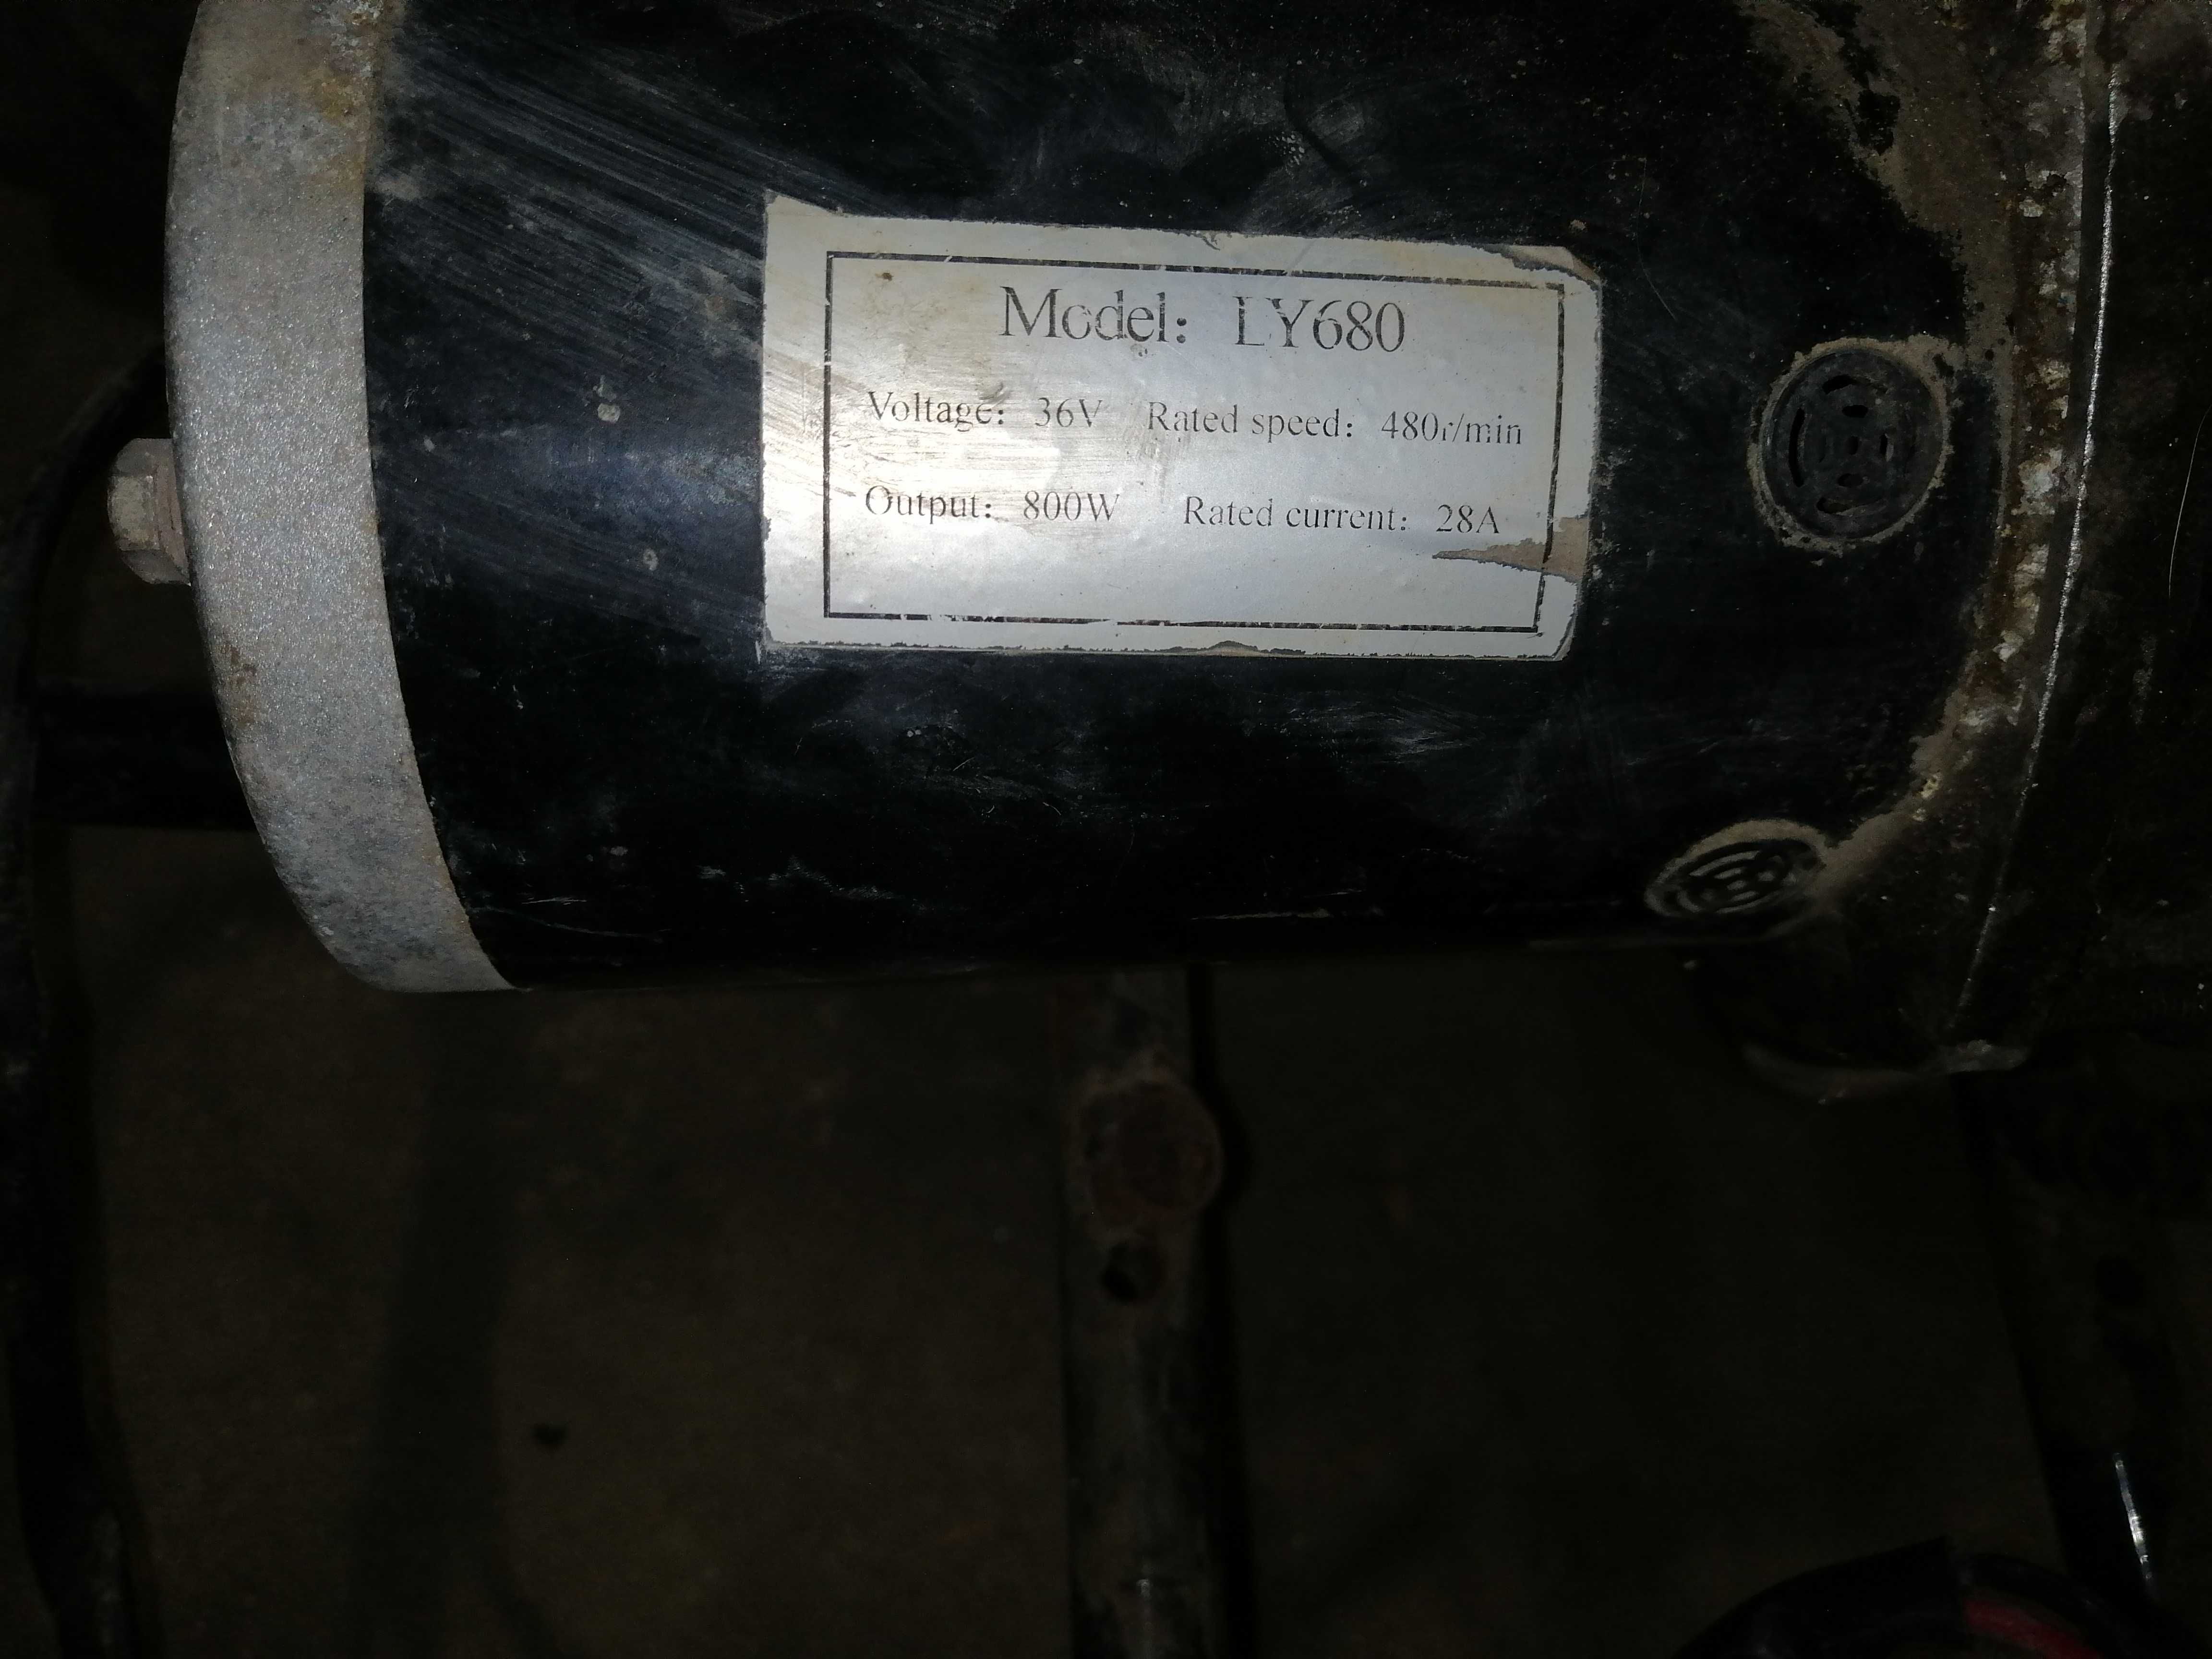 Model: LY680
Voltage: 36V Rated speed: 480r/min
Output: 800W Rated current: 28A